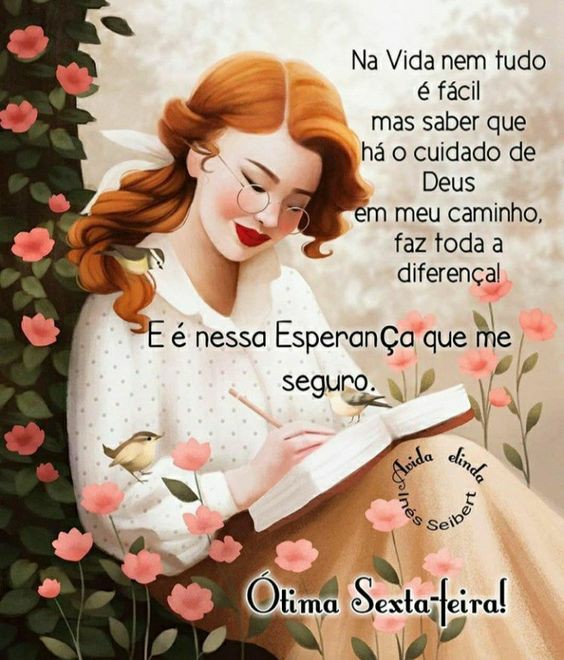 Na Vida nem tudo
é fácil
mas saber que
há o cuidado de
Deus
em meu caminho,
faz toda a
diferença!
E é nessa EsperanÇa que me
seguro.
Avida elinda
Inés Seibert
Ótima Sexta-feira!